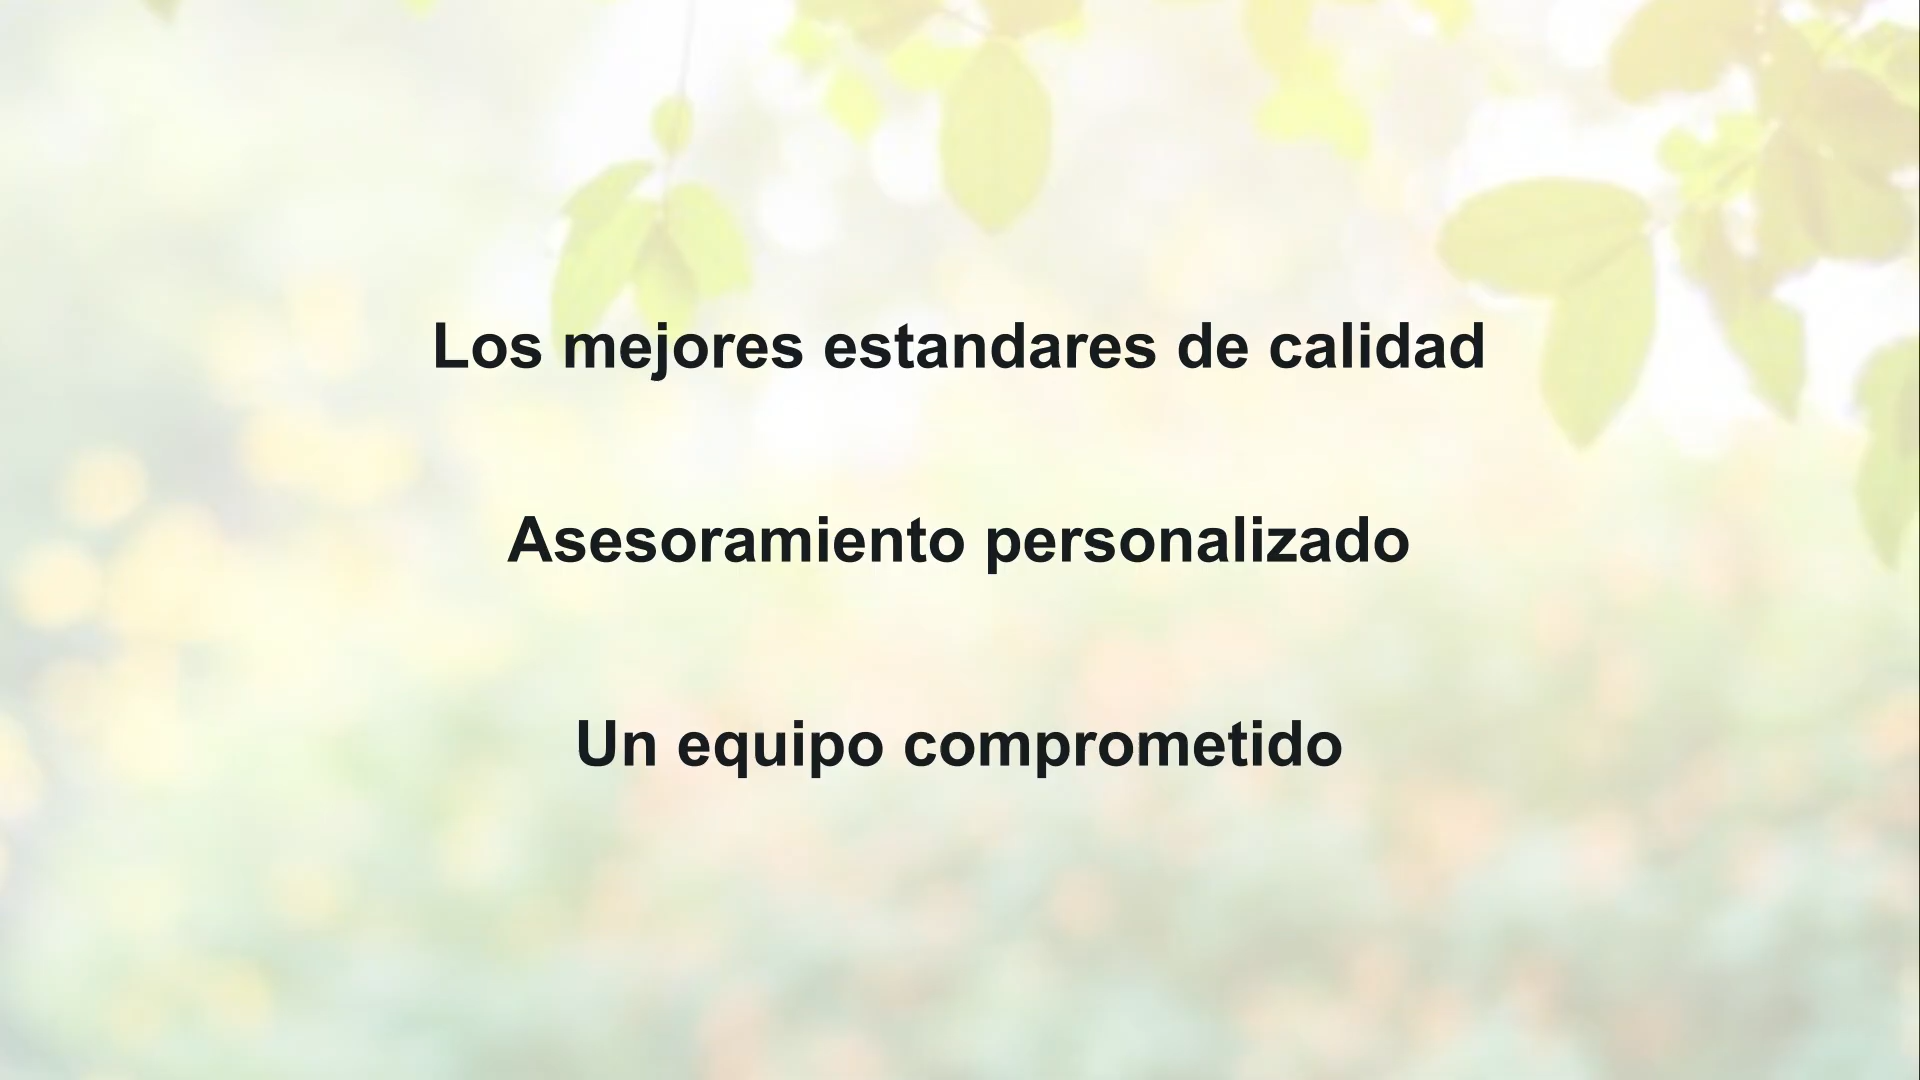 Los mejores estandares de calidad
Asesoramiento personalizado
Un equipo comprometido